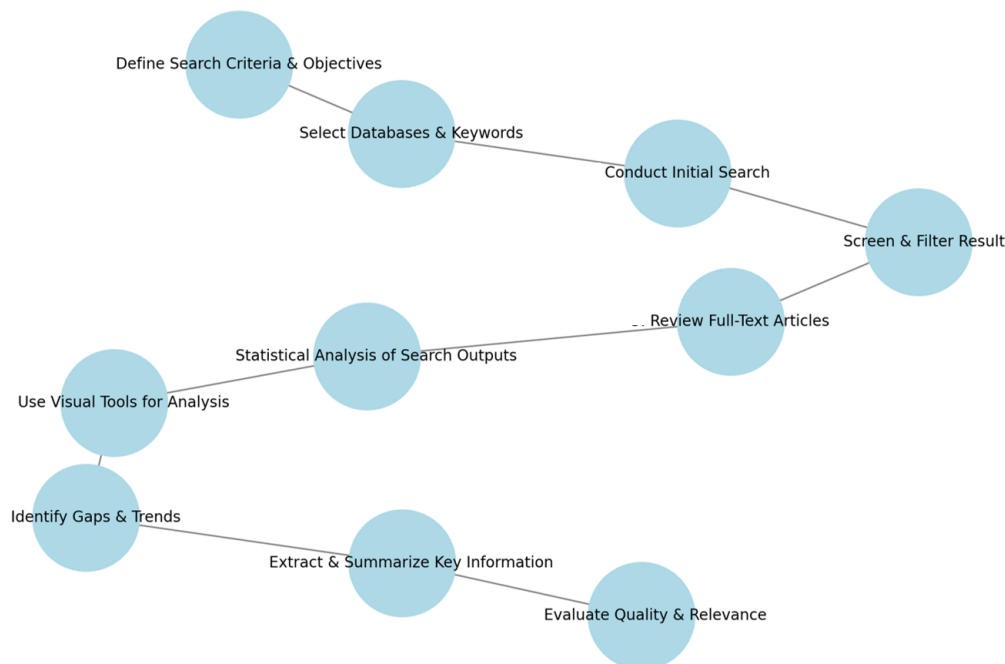 Define Search Criteria & Objectives
Select Databases & Keywords
Conduct Initial Search
Screen & Filter Result
Review Full-Text Articles
Statistical Analysis of Search Outputs
Use Visual Tools for Analysis
Identify Gaps & Trends
Extract & Summarize Key Information
Evaluate Quality & Relevance